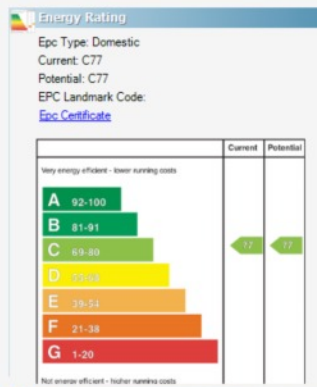 Energy Rating
Epc Type: Domestic
Current: C77
Potential: C77
EPC Landmark Code:
Epc Certificate
Current Potential
Very energy efficient - lower running costs
A 92-100
B 81-91
C 69-80
77 77
D 55-68
E 39-54
F 21-38
G 1-20
Not energy efficient - higher running costs